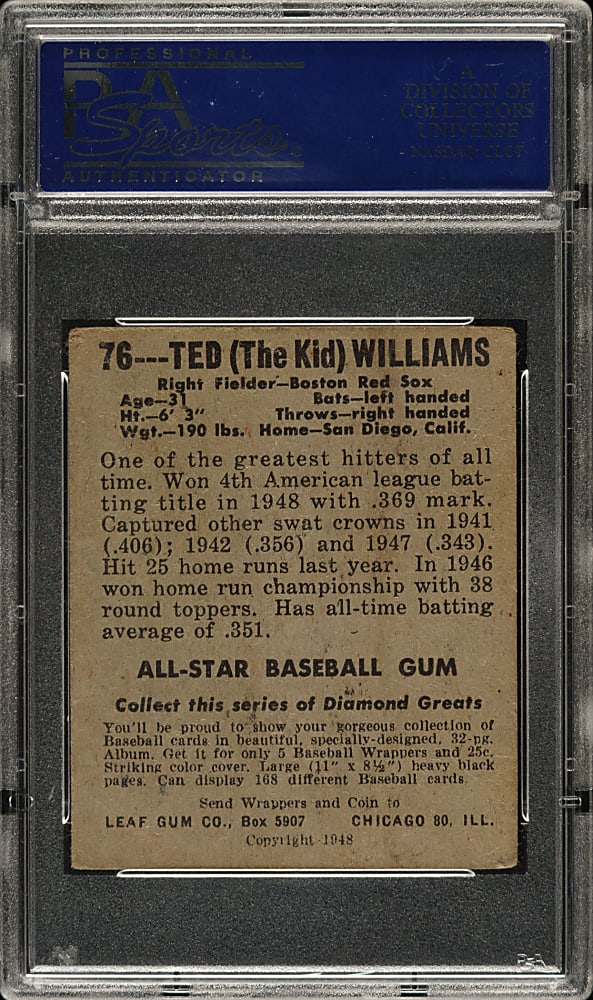 PROFESSIONAL
PSA
Sports
AUTHENTICATOR
A
DIVISION OF
COLLECTORS
UNIVERSE
NASDAQ: CLCT
76---TED (The Kid) WILLIAMS
Right Fielder—Boston Red Sox
Age—31 Bats—left handed
Ht.—6' 3" Throws—right handed
Wgt.—190 lbs. Home—San Diego, Calif.
One of the greatest hitters of all
time. Won 4th American league bat-
ting title in 1948 with .369 mark.
Captured other swat crowns in 1941
(.406); 1942 (.356) and 1947 (.343).
Hit 25 home runs last year. In 1946
won home run championship with 38
round toppers. Has all-time batting
average of .351.
ALL-STAR BASEBALL GUM
Collect this series of Diamond Greats
You'll be proud to show your gorgeous collection of
Baseball cards in beautiful, specially-designed, 32-pg.
Album. Get it for only 5 Baseball Wrappers and 25c.
Striking color cover. Large (11" x 8½") heavy black
pages. Can display 168 different Baseball cards.
Send Wrappers and Coin to
LEAF GUM CO., Box 5907 CHICAGO 80, ILL.
Copyright 1948
PSA